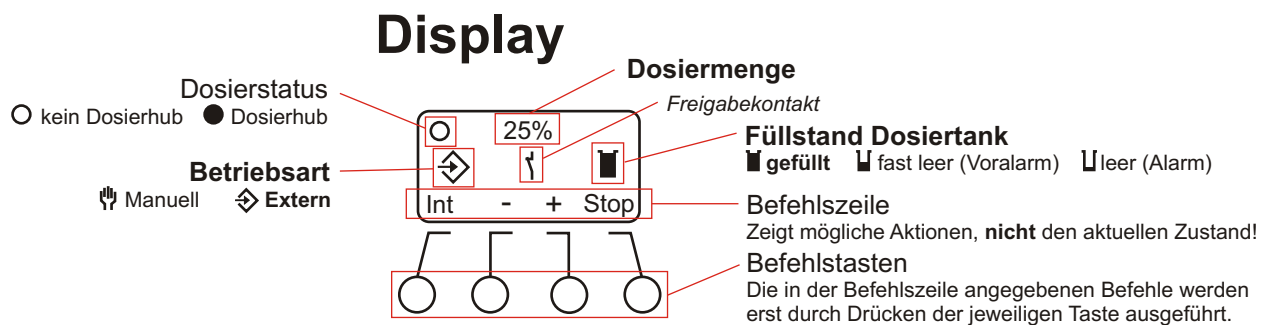 Display
Dosierstatus
kein Dosierhub Dosierhub
Betriebsart
Manuell Extern
25%
Int - + Stop
Dosiermenge
Freigabekontakt
Füllstand Dosiertank
gefüllt fast leer (Voralarm) leer (Alarm)
Befehlszeile
Zeigt mögliche Aktionen, nicht den aktuellen Zustand!
Befehlstasten
Die in der Befehlszeile angegebenen Befehle werden
erst durch Drücken der jeweiligen Taste ausgeführt.